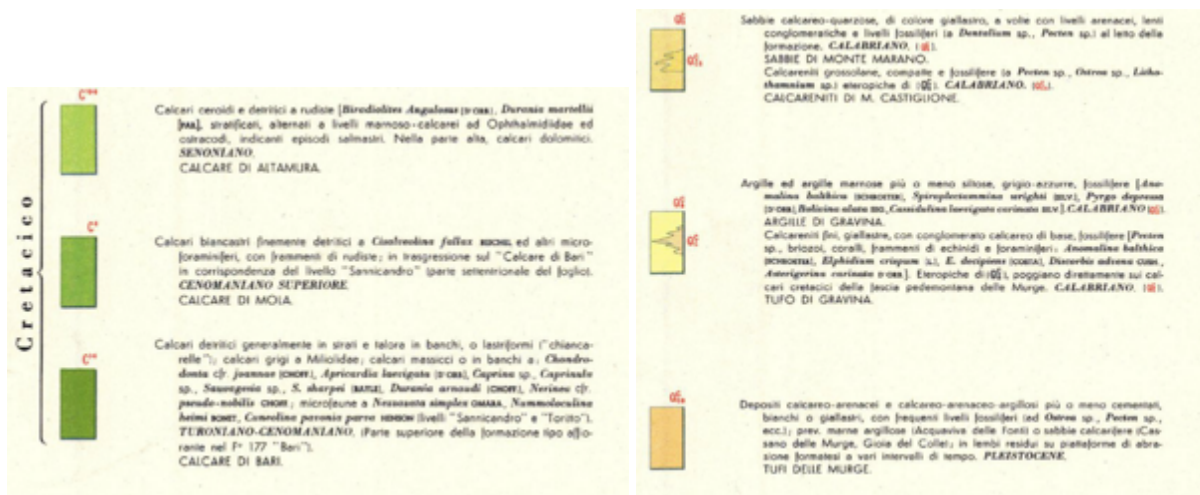 Cretacico
Calcari ceroidi e detritici a rudiste [Biradiolites Angulosus (D'ORB.), Durania martellii
(PAR.)], stratificati, alternati a livelli marnoso-calcarei ad Ophthalmidiidae ed
ostracodi, indicanti episodi salmastri. Nella parte alta, calcari dolomitici.
SENONIANO.
CALCARE DI ALTAMURA.
Calcari biancastri finemente detritici a Cisalveolina fallax REICHEL ed altri micro-
foraminiferi, con frammenti di rudiste; in trasgressione sul "Calcare di Bari"
in corrispondenza del livello "Sannicandro" (parte settentrionale del foglio).
CENOMANIANO SUPERIORE.
CALCARE DI MOLA.
Calcari detritici generalmente in strati e talora in banchi, o lastriformi ("chianca-
relle"); calcari grigi a Miliolidae; calcari massicci o in banchi a: Chondro-
donta cfr. joannae (CHOFF.), Apricardia laevigata (D'ORB.), Caprina sp., Caprinula
sp., Sauvagesia sp., S. sharpei (BAYLE), Durania arnaudi (CHOFF.), Nerinea cfr.
pseudo-nobilis CHOFF.; microfaune a Nezzazata simplex OMARA, Nummoloculina
heimi BONET, Cuneolina pavonia parva HENSON (livelli "Sannicandro" e "Toritto").
TURONIANO-CENOMANIANO. (Parte superiore della formazione tipo affio-
rante nel F° 177 "Bari").
CALCARE DI BARI.
Sabbie calcareo-quarzose, di colore giallastro, a volte con livelli arenacei, lenti
conglomeratiche e livelli fossiliferi (a Dentalium sp., Pecten sp.) al letto della
formazione. CALABRIANO.
SABBIE DI MONTE MARANO.
Calcareniti grossolane, compatte e fossilifere (a Pecten sp., Ostrea sp., Litho-
thamnium sp.) eteropiche di CALABRIANO.
CALCARENITI DI M. CASTIGLIONE.
Argille ed argille marnose più o meno siltose, grigio-azzurre, fossilifere [Ano-
malina balthica (SCHROETER), Spiroplectammina wrighti (SILV.), Pyrgo depressa
(D'ORB.), Bolivina alata SEG., Cassidulina laevigata carinata SILV.]. CALABRIANO
ARGILLE DI GRAVINA.
Calcareniti fini, giallastre, con conglomerato calcareo di base, fossilifere [Pecten
sp., briozoi, coralli, frammenti di echinidi e foraminiferi: Anomalina balthica
(SCHROETER), Elphidium crispum (L.), E. decipiens (COSTA), Discorbis advena CUSH.,
Asterigerina carinata D'ORB.]. Eteropiche di poggiano direttamente sui cal-
cari cretacici della fascia pedemontana delle Murge. CALABRIANO.
TUFO DI GRAVINA.
Depositi calcareo-arenacei e calcareo-arenaceo-argillosi più o meno cementati,
bianchi o giallastri, con frequenti livelli fossiliferi (ad Ostrea sp., Pecten sp.,
ecc.); prev. marne argillose (Acquaviva delle Fonti) o sabbie calcarifere (Cas-
sano delle Murge, Gioia del Colle); in lembi residui su piattaforme di abra-
sione formatesi a vari intervalli di tempo. PLEISTOCENE.
TUFI DELLE MURGE.